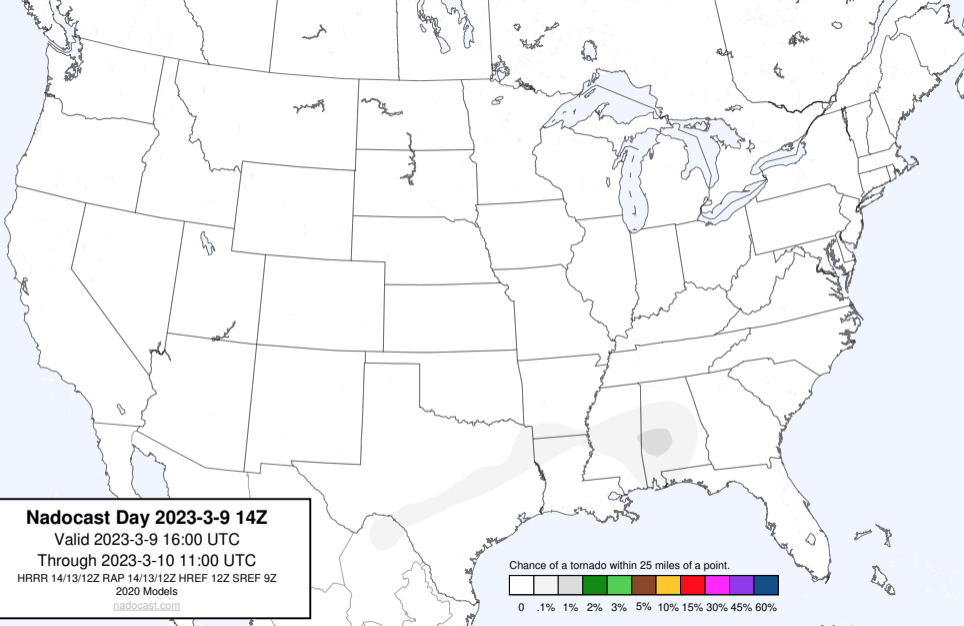 Nadocast Day 2023-3-9 14Z
Valid 2023-3-9 16:00 UTC
Through 2023-3-10 11:00 UTC
HRRR 14/13/12Z RAP 14/13/12Z HREF 12Z SREF 9Z
2020 Models
nadocast.com
Chance of a tornado within 25 miles of a point.
0 .1% 1% 2% 3% 5% 10% 15% 30% 45% 60%